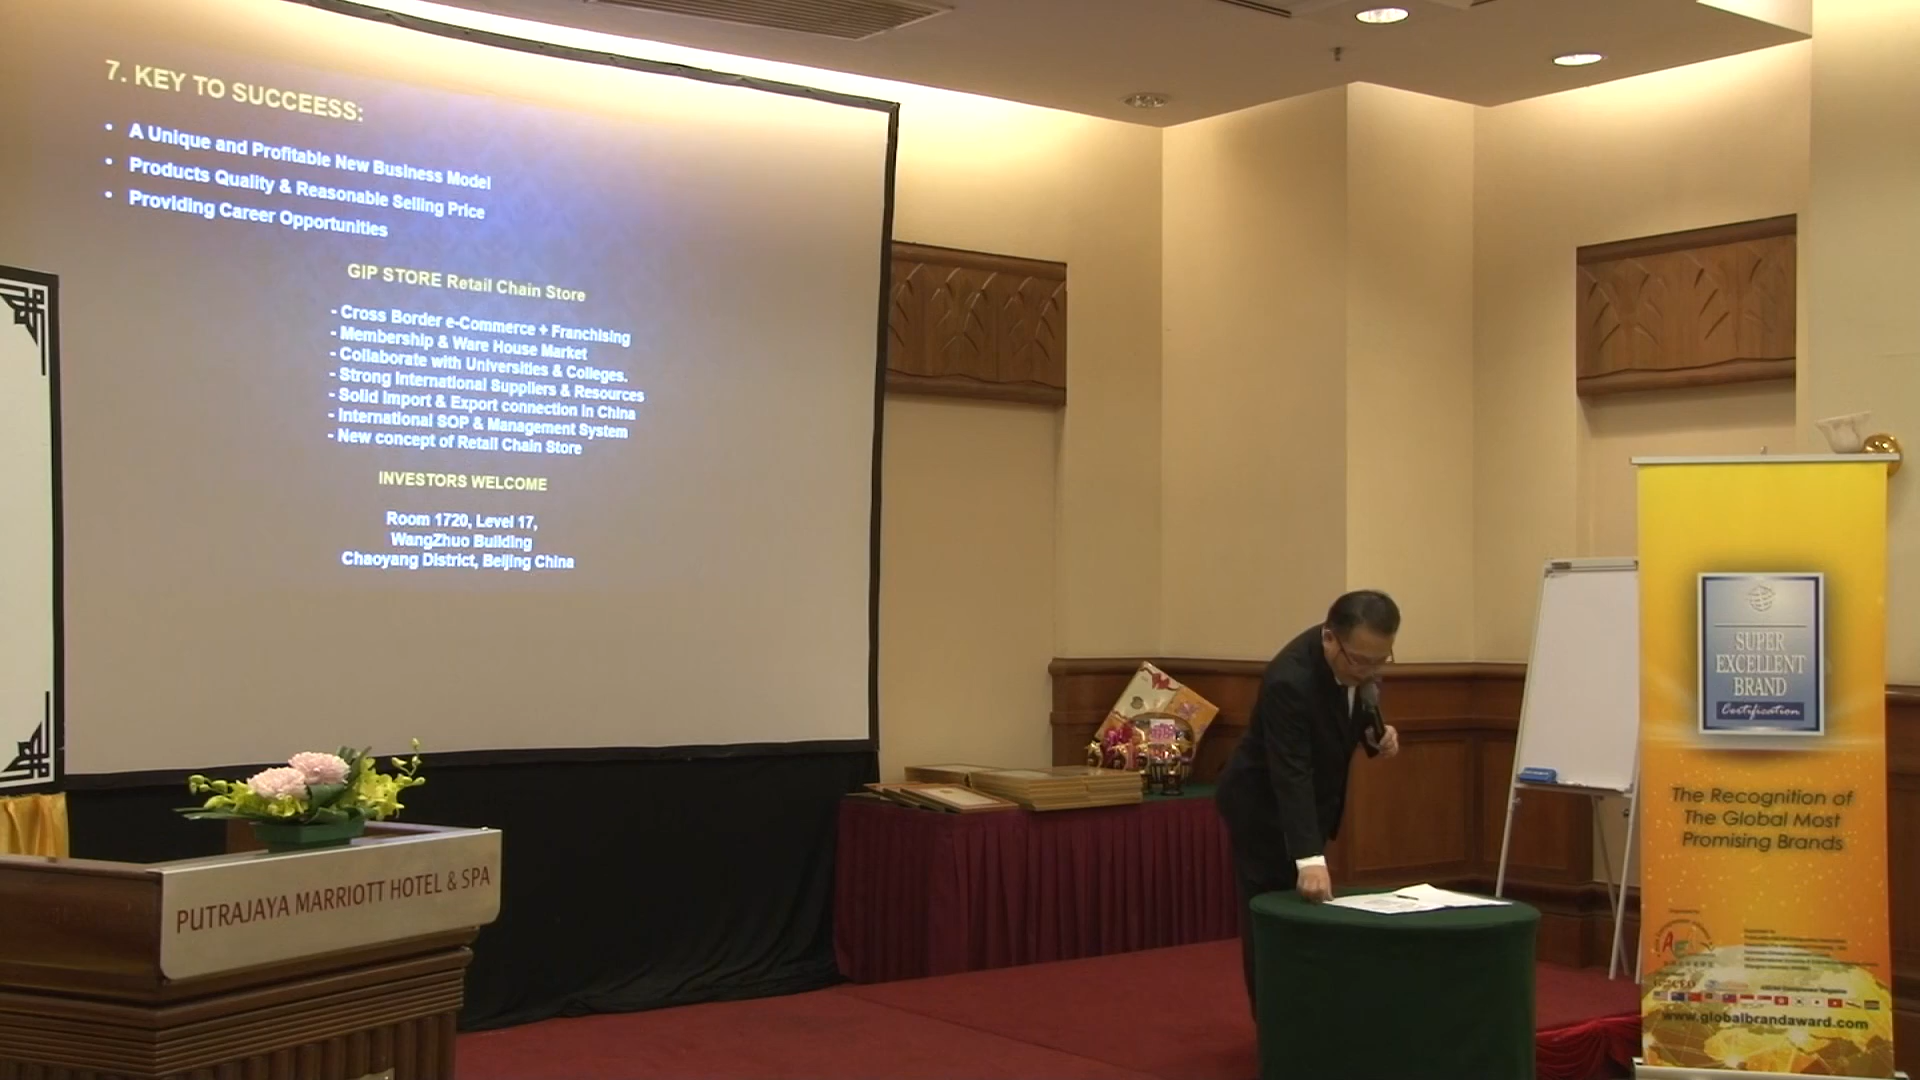 7. KEY TO SUCCEESS:
• A Unique and Profitable New Business Model
• Products Quality & Reasonable Selling Price
• Providing Career Opportunities
GIP STORE Retail Chain Store
- Cross Border e-Commerce + Franchising
- Membership & Ware House Market
- Collaborate with Universities & Colleges.
- Strong International Suppliers & Resources
- Solid Import & Export connection in China
- International SOP & Management System
- New concept of Retail Chain Store
INVESTORS WELCOME
Room 1720, Level 17,
WangZhuo Building
Chaoyang District, Beijing China
PUTRAJAYA MARRIOTT HOTEL & SPA
SUPER
EXCELLENT
BRAND
Certification
The Recognition of
The Global Most
Promising Brands
www.globalbrandaward.com